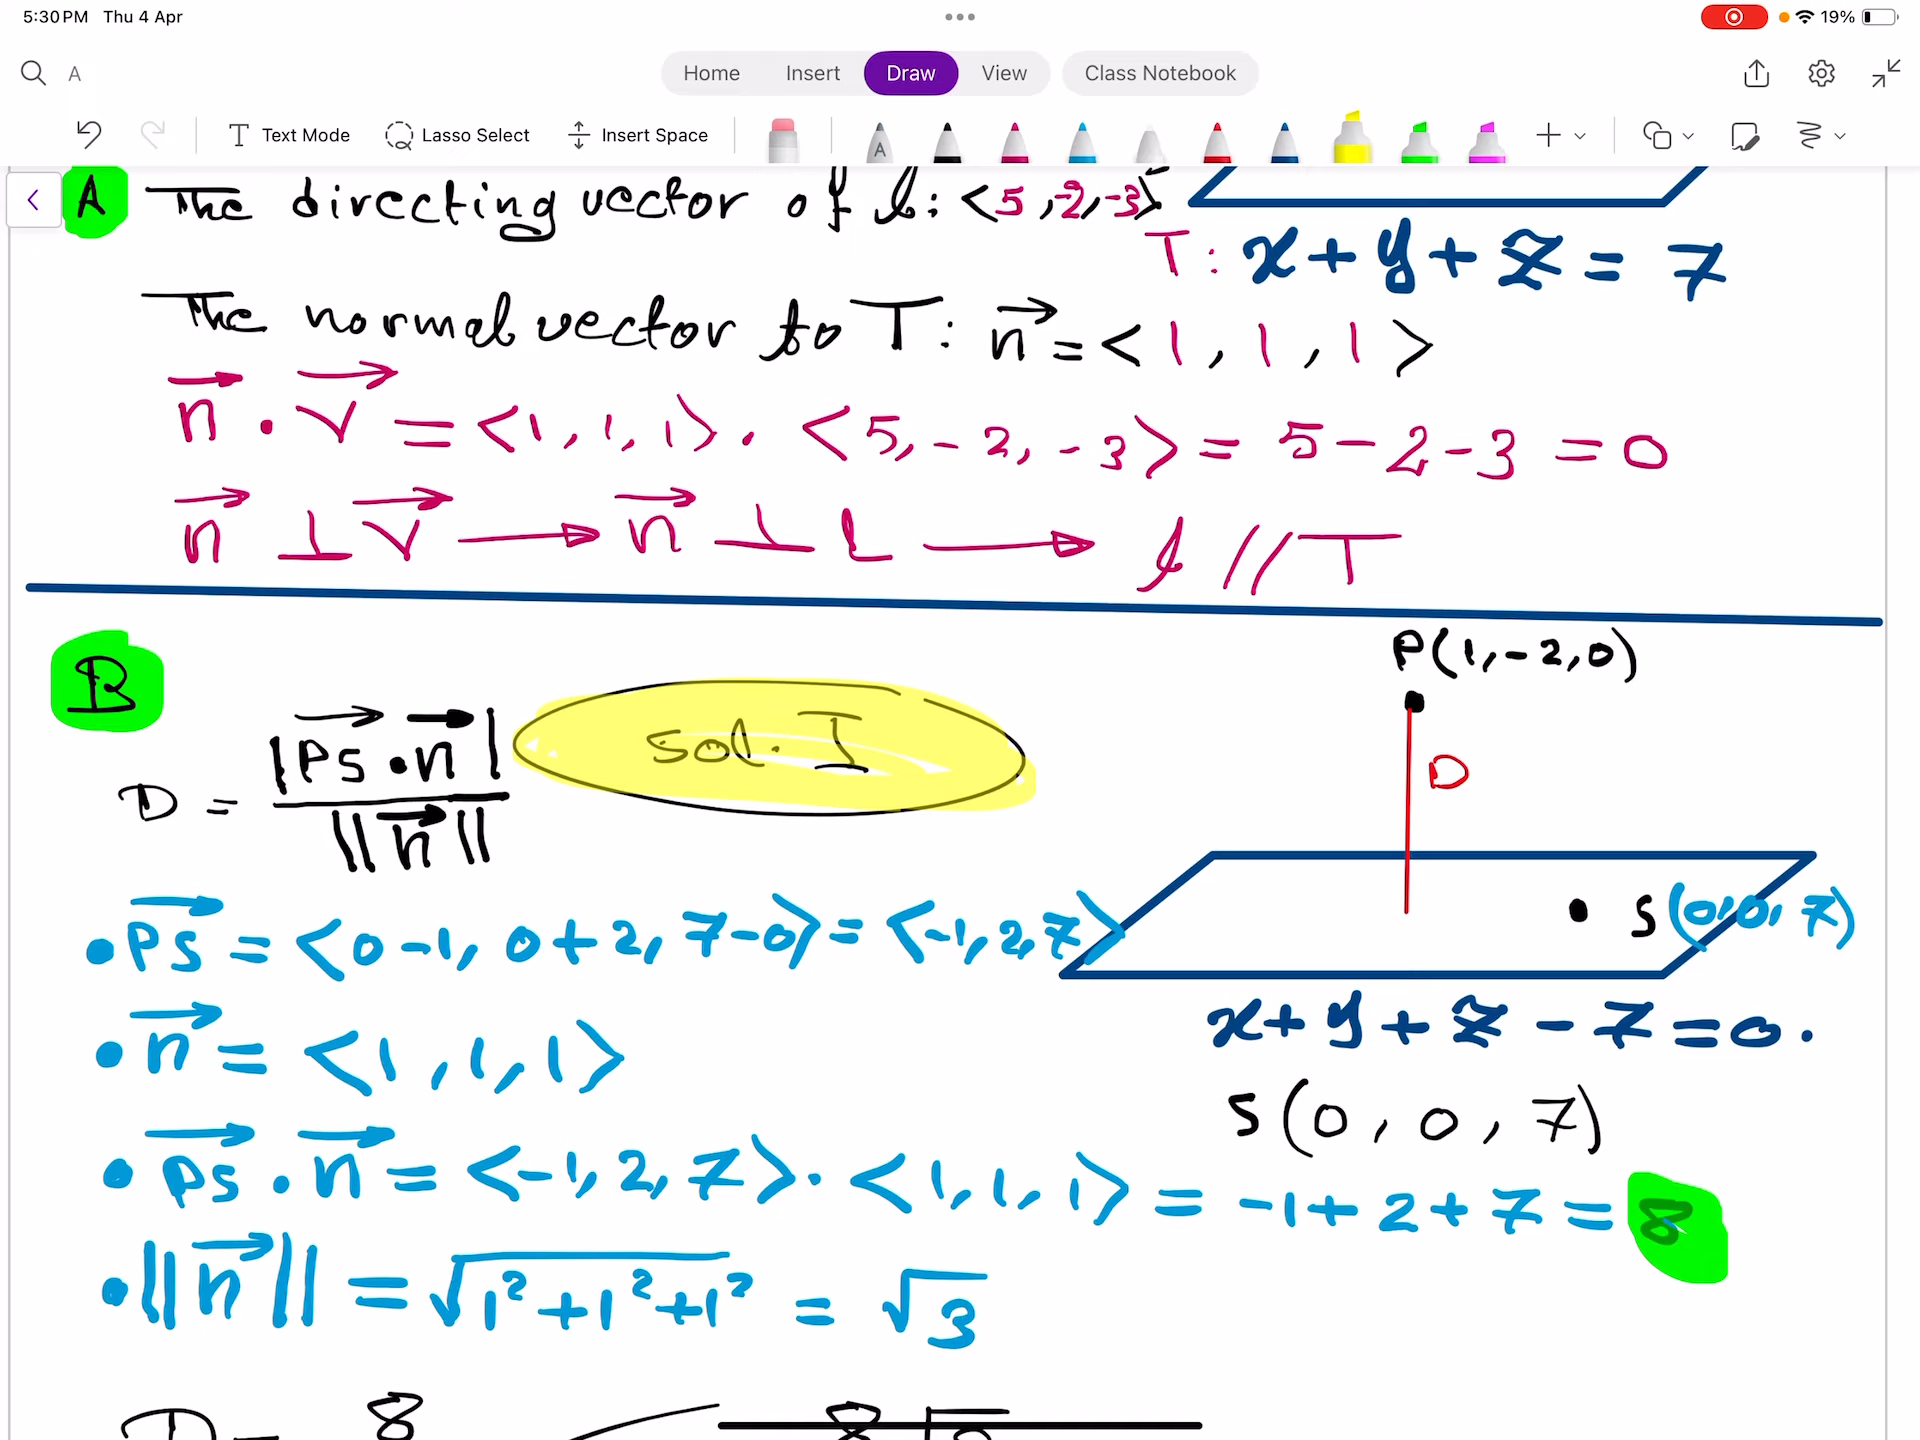 5:30 PM Thu 4 Apr
19%
A
Home Insert Draw View Class Notebook
Text Mode Lasso Select Insert Space
A The directing vector of l: <5, -2, -3>
T: x + y + z = 7
The normal vector to T: n = <1, 1, 1>
n · v = <1, 1, 1> · <5, -2, -3> = 5 - 2 - 3 = 0
n ⊥ v → n ⊥ L → l // T
B
P(1, -2, 0)
D = |PS · n| / ||n||
Sol. I
D
S(0, 0, 7)
• PS = <0 - 1, 0 + 2, 7 - 0> = <-1, 2, 7>
x + y + z - 7 = 0.
• n = <1, 1, 1>
S(0, 0, 7)
• PS · n = <-1, 2, 7> · <1, 1, 1> = -1 + 2 + 7 = 8
• ||n|| = √1² + 1² + 1² = √3